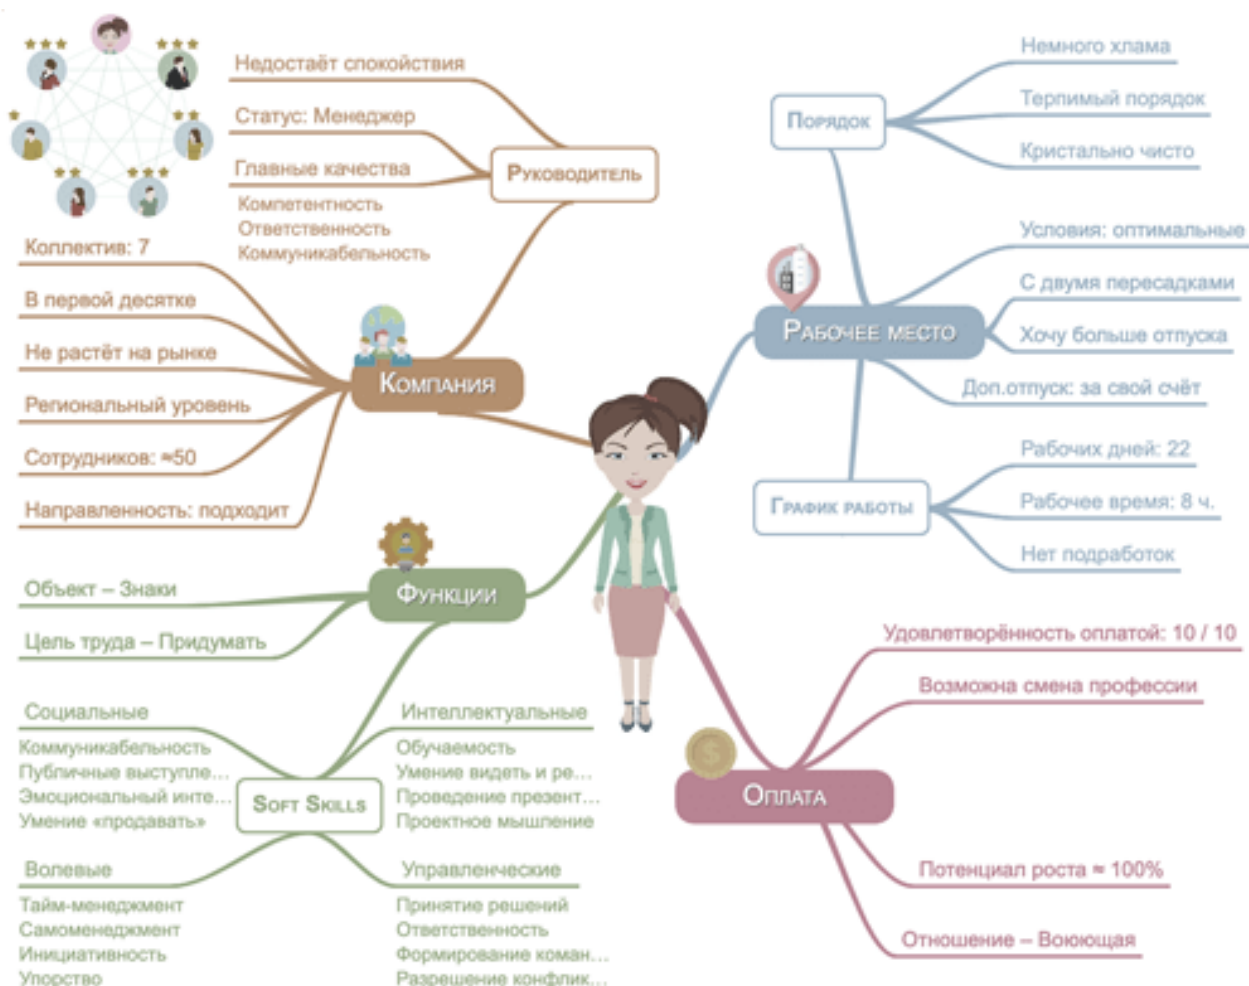 Недостаёт спокойствия
Статус: Менеджер
Главные качества
Компетентность
Ответственность
Коммуникабельность
Руководитель
Коллектив: 7
В первой десятке
Не растёт на рынке
Региональный уровень
Сотрудников: ≈50
Направленность: подходит
Компания
Порядок
Немного хлама
Терпимый порядок
Кристально чисто
Рабочее место
Условия: оптимальные
С двумя пересадками
Хочу больше отпуска
Доп.отпуск: за свой счёт
График работы
Рабочих дней: 22
Рабочее время: 8 ч.
Нет подработок
Функции
Объект – Знаки
Цель труда – Придумать
Soft Skills
Социальные
Коммуникабельность
Публичные выступле...
Эмоциональный инте...
Умение «продавать»
Интеллектуальные
Обучаемость
Умение видеть и ре...
Проведение презент...
Проектное мышление
Волевые
Тайм-менеджмент
Самоменеджмент
Инициативность
Упорство
Управленческие
Принятие решений
Ответственность
Формирование коман...
Разрешение конфлик...
Удовлетворённость оплатой: 10 / 10
Возможна смена профессии
$
Оплата
Потенциал роста ≈ 100%
Отношение – Воюющая